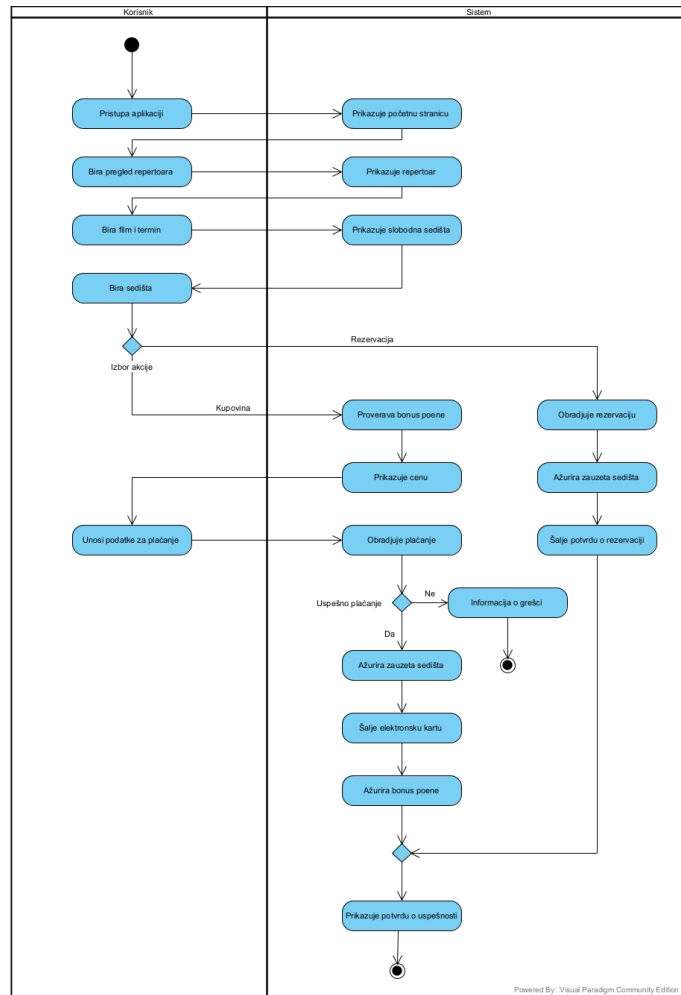 Korisnik
Sistem
Pristupa aplikaciji
Prikazuje početnu stranicu
Bira pregled repertoara
Prikazuje repertoar
Bira film i termin
Prikazuje slobodna sedišta
Bira sedišta
Rezervacija
Izbor akcije
Kupovina
Proverava bonus poene
Obradjuje rezervaciju
Prikazuje cenu
Ažurira zauzeta sedišta
Unosi podatke za plaćanje
Obradjuje plaćanje
Šalje potvrdu o rezervaciji
Uspešno plaćanje
Ne
Informacija o grešci
Da
Ažurira zauzeta sedišta
Šalje elektronsku kartu
Ažurira bonus poene
Prikazuje potvrdu o uspešnosti
Powered By: Visual Paradigm Community Edition